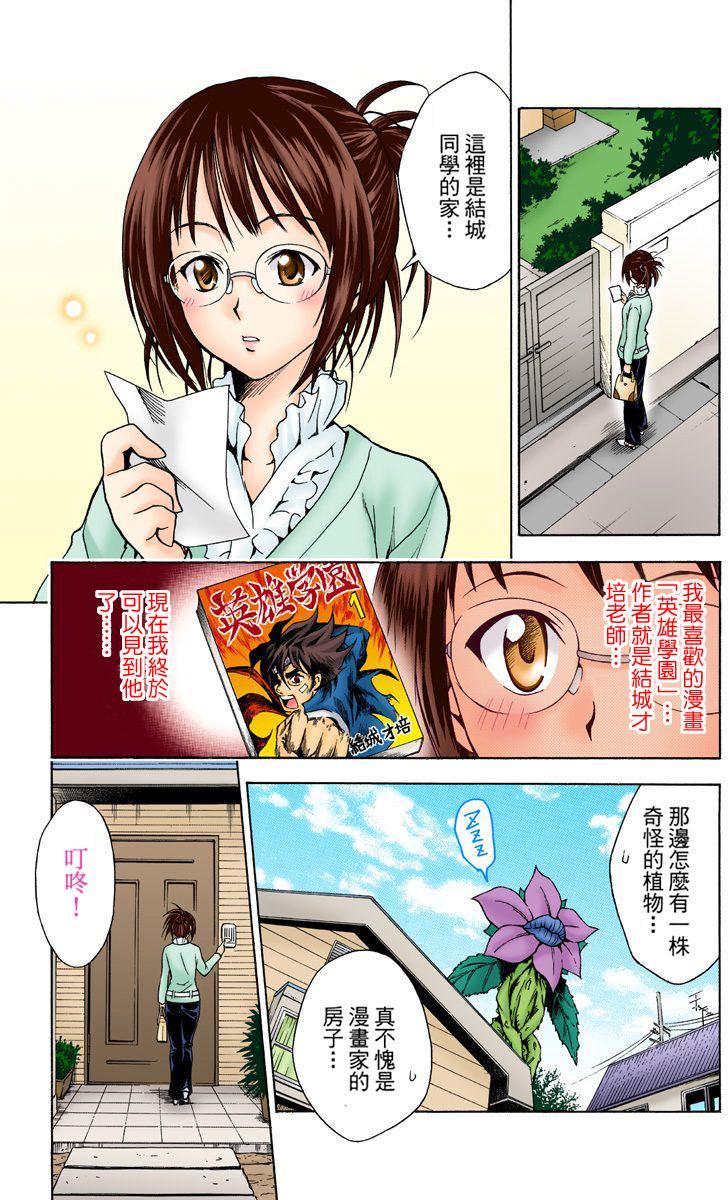 這裡是結城
同學的家…
我最喜歡的漫畫
「英雄學園」…
作者就是結城才
培老師…
英雄學園
1
結城才培
現在我終於
可以見到他
了……
那邊怎麼有一株
奇怪的植物…
ZZZ
真不愧是
漫畫家的
房子…
叮咚！